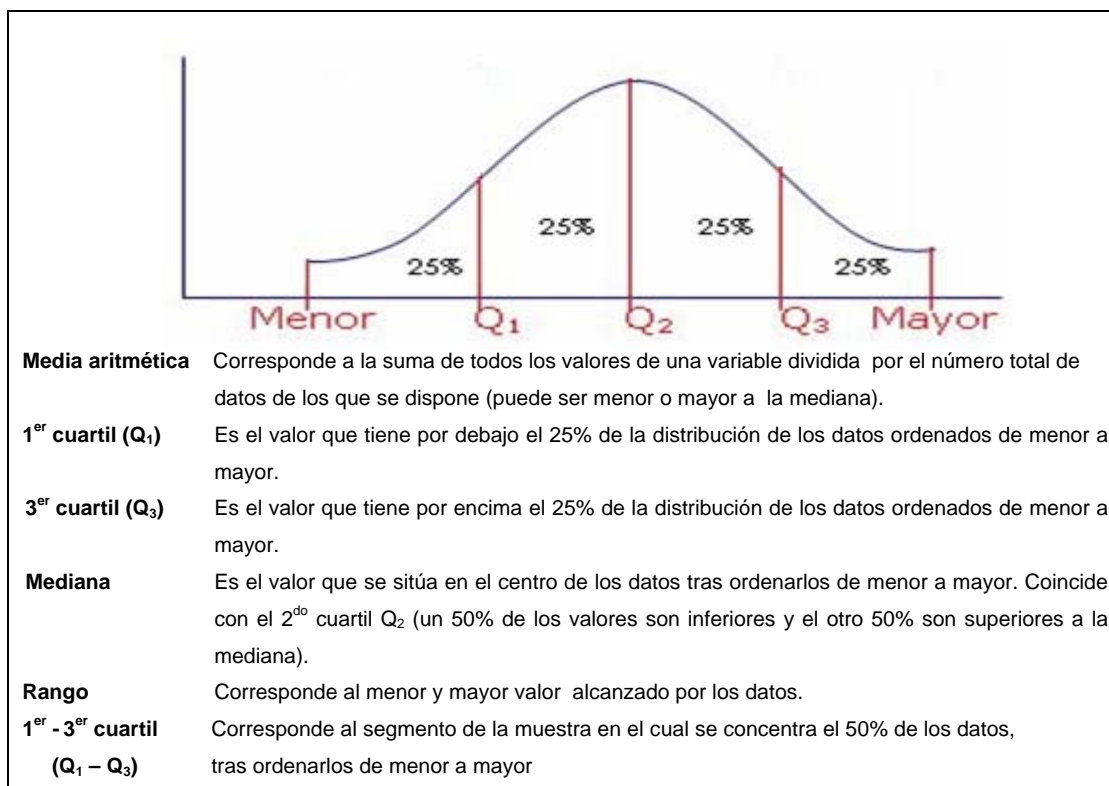 25%
25%
25%
25%
Menor Q₁ Q₂ Q₃ Mayor
Media aritmética Corresponde a la suma de todos los valores de una variable dividida por el número total de
datos de los que se dispone (puede ser menor o mayor a la mediana).
1er cuartil (Q₁) Es el valor que tiene por debajo el 25% de la distribución de los datos ordenados de menor a
mayor.
3er cuartil (Q₃) Es el valor que tiene por encima el 25% de la distribución de los datos ordenados de menor a
mayor.
Mediana Es el valor que se sitúa en el centro de los datos tras ordenarlos de menor a mayor. Coincide
con el 2do cuartil Q₂ (un 50% de los valores son inferiores y el otro 50% son superiores a la
mediana).
Rango Corresponde al menor y mayor valor alcanzado por los datos.
1er - 3er cuartil Corresponde al segmento de la muestra en el cual se concentra el 50% de los datos,
(Q₁ – Q₃) tras ordenarlos de menor a mayor